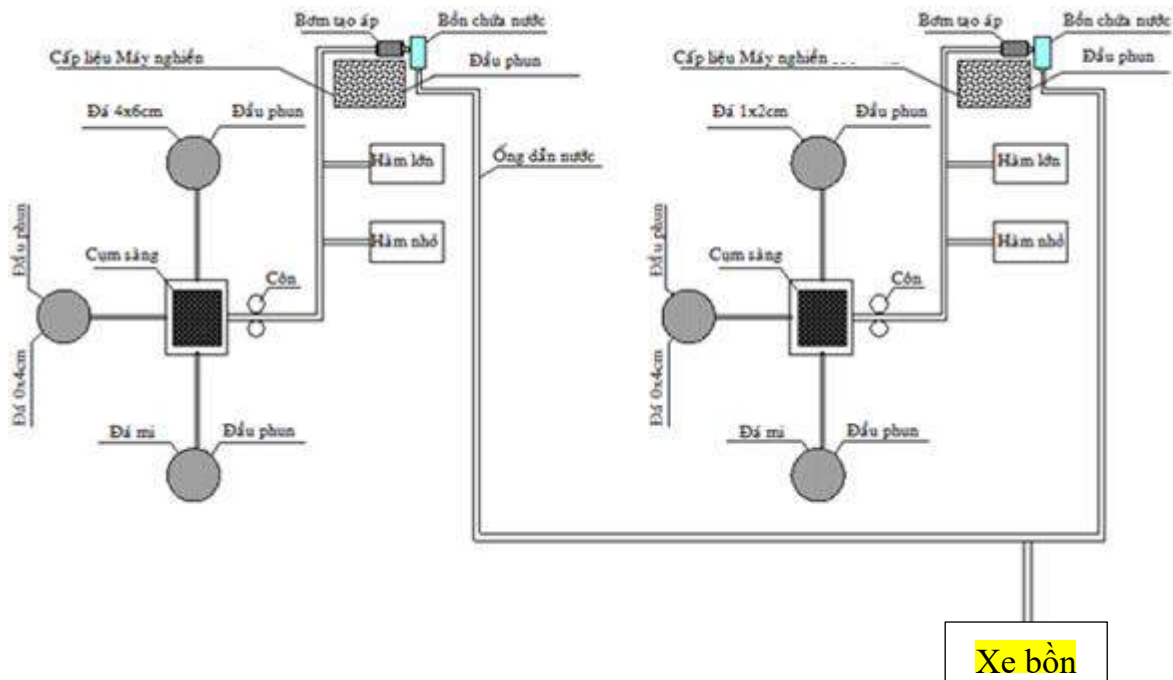 Bơm tạo áp
Bồn chứa nước
Cấp liệu Máy nghiền
Đầu phun
Đá 4x6cm
Đầu phun
Hàm lớn
Ống dẫn nước
Đầu phun
Hàm nhỏ
Cụm sàng
Côn
Đá 0x4cm
Đá mi
Đầu phun
Bơm tạo áp
Bồn chứa nước
Cấp liệu Máy nghiền
Đầu phun
Đá 1x2cm
Đầu phun
Hàm lớn
Đầu phun
Hàm nhỏ
Cụm sàng
Côn
Đá 0x4cm
Đá mi
Đầu phun
Xe bồn